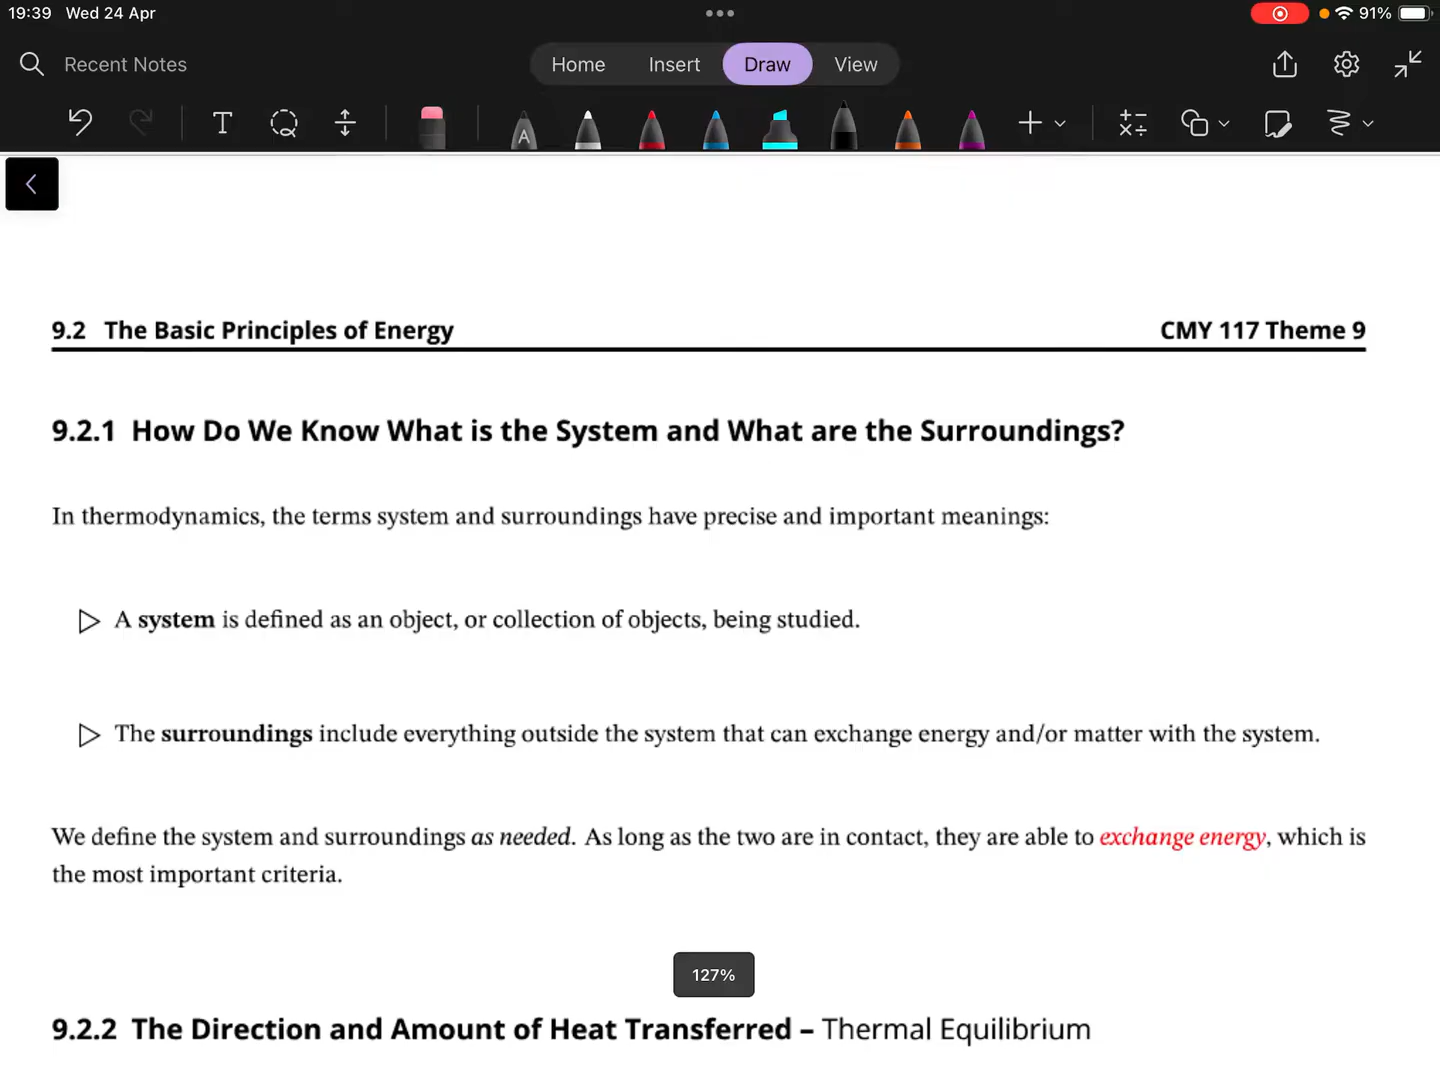 19:39 Wed 24 Apr 91%
Recent Notes Home Insert Draw View
T A
9.2 The Basic Principles of Energy CMY 117 Theme 9
9.2.1 How Do We Know What is the System and What are the Surroundings?
In thermodynamics, the terms system and surroundings have precise and important meanings:
A system is defined as an object, or collection of objects, being studied.
The surroundings include everything outside the system that can exchange energy and/or matter with the system.
We define the system and surroundings as needed. As long as the two are in contact, they are able to exchange energy, which is
the most important criteria.
127%
9.2.2 The Direction and Amount of Heat Transferred – Thermal Equilibrium